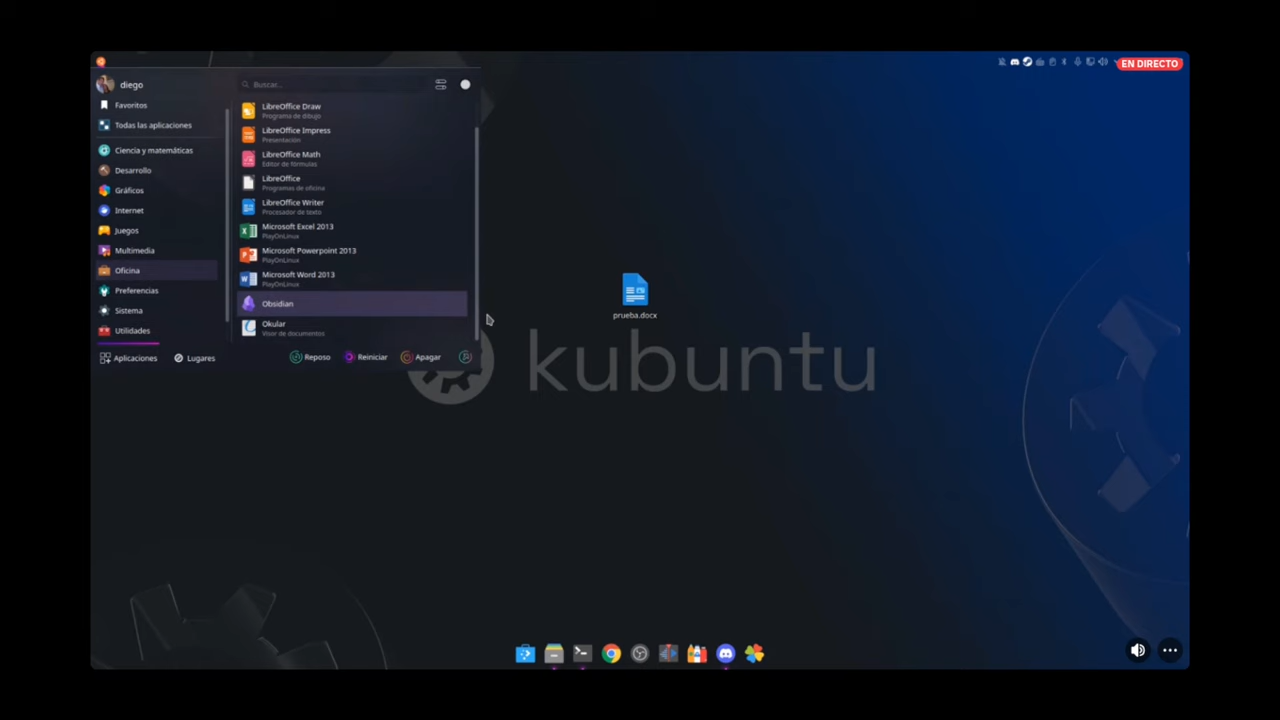 EN DIRECTO
diego
Buscar...
Favoritos
Todas las aplicaciones
Ciencia y matemáticas
Desarrollo
Gráficos
Internet
Juegos
Multimedia
Oficina
Preferencias
Sistema
Utilidades
LibreOffice Draw
Programa de dibujo
LibreOffice Impress
Presentación
LibreOffice Math
Editor de fórmulas
LibreOffice
Programas de oficina
LibreOffice Writer
Procesador de texto
Microsoft Excel 2013
PlayOnLinux
Microsoft Powerpoint 2013
PlayOnLinux
Microsoft Word 2013
PlayOnLinux
Obsidian
Okular
Visor de documentos
Aplicaciones
Lugares
Reposo
Reiniciar
Apagar
prueba.docx
kubuntu